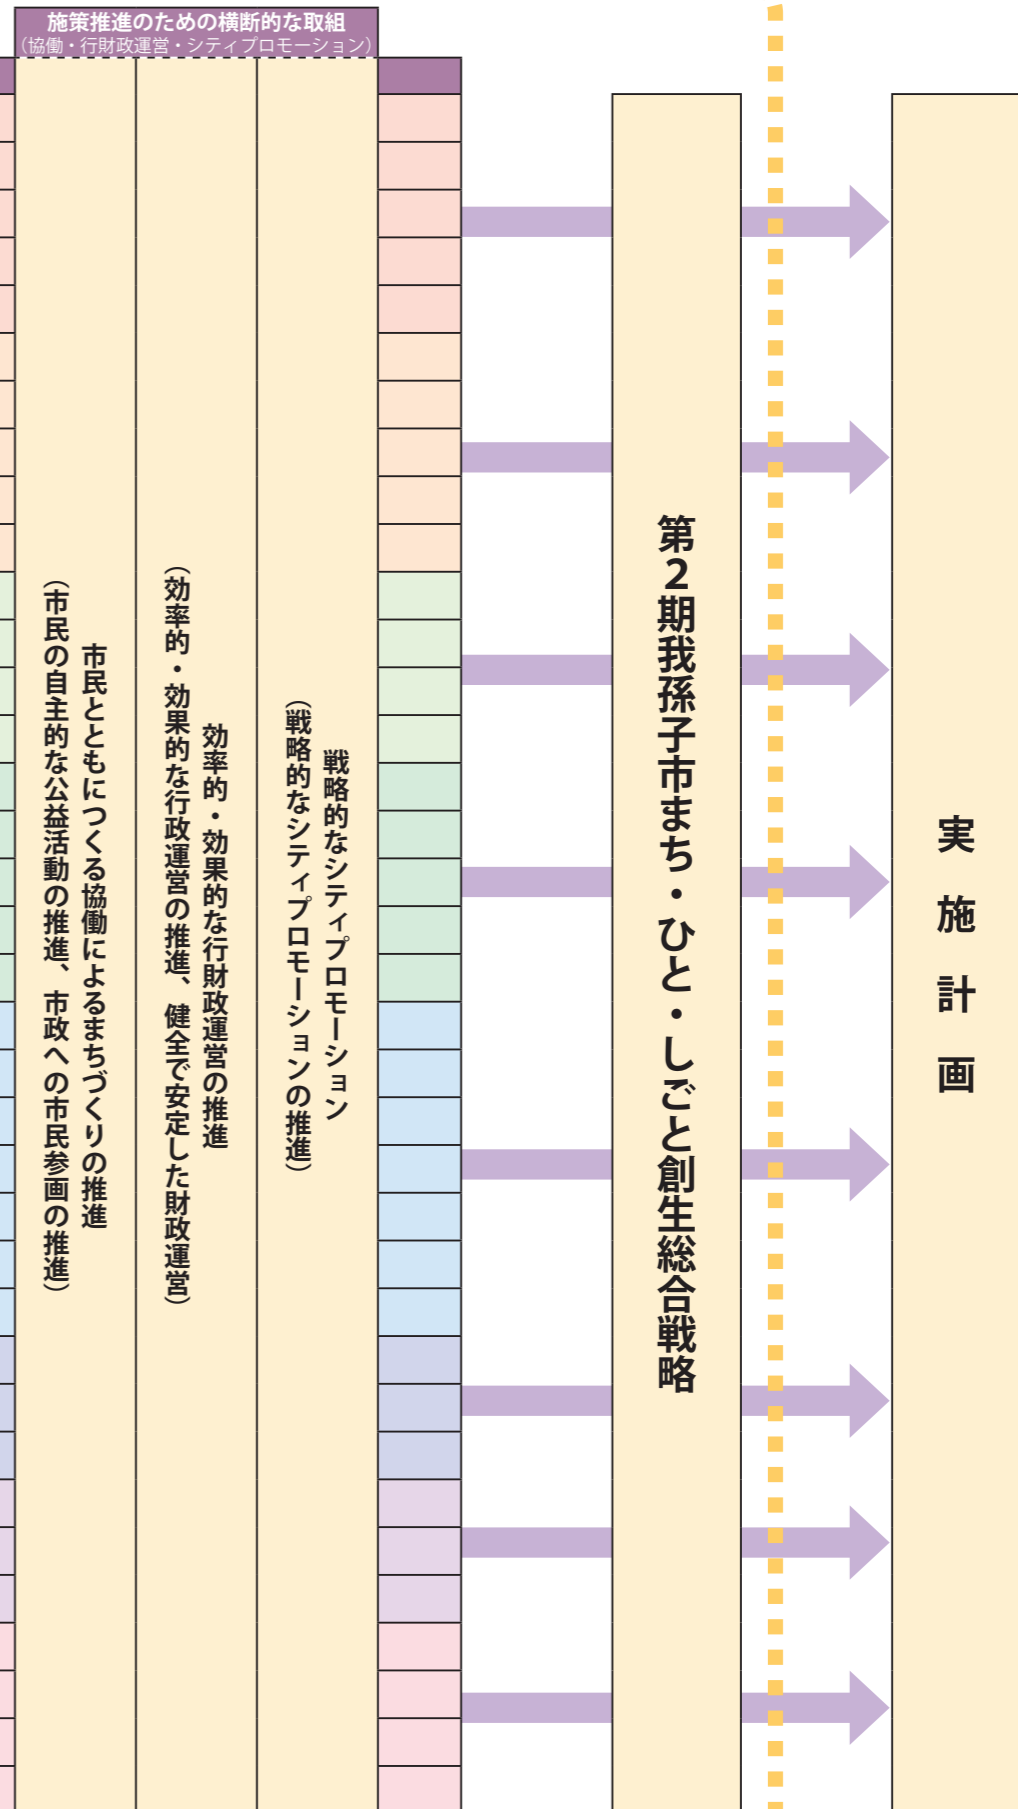 施策推進のための横断的な取組
（協働・行財政運営・シティプロモーション）
市民とともにつくる協働によるまちづくりの推進
（市民の自主的な公益活動の推進、市政への市民参画の推進）
効率的・効果的な行財政運営の推進
（効率的・効果的な行政運営の推進、健全で安定した財政運営）
戦略的なシティプロモーション
（戦略的なシティプロモーションの推進）
第2期我孫子市まち・ひと・しごと創生総合戦略
実施計画